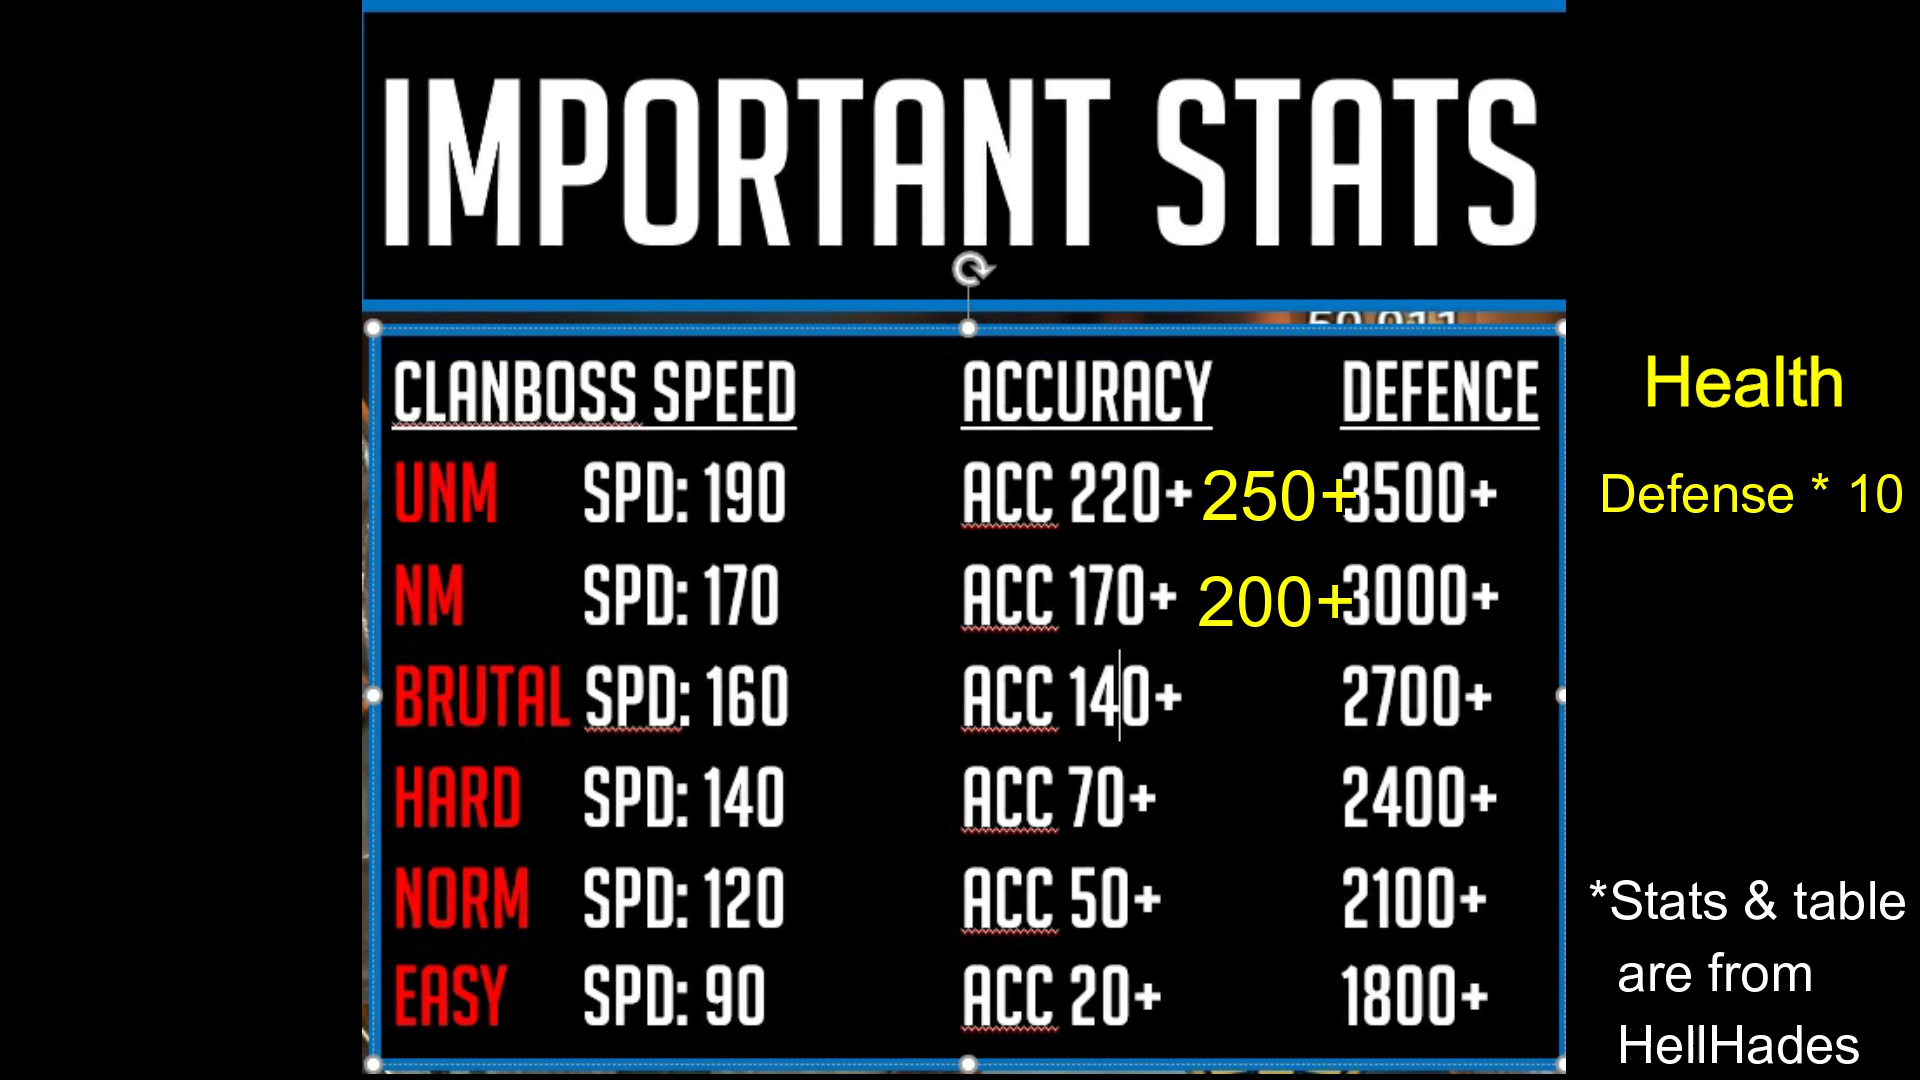 IMPORTANT STATS
CLANBOSS SPEED ACCURACY DEFENCE Health
UNM SPD: 190 ACC 220+ 250+ 3500+ Defense * 10
NM SPD: 170 ACC 170+ 200+ 3000+
BRUTAL SPD: 160 ACC 140+ 2700+
HARD SPD: 140 ACC 70+ 2400+
NORM SPD: 120 ACC 50+ 2100+
*Stats & table
are from
EASY SPD: 90 ACC 20+ 1800+
HellHades